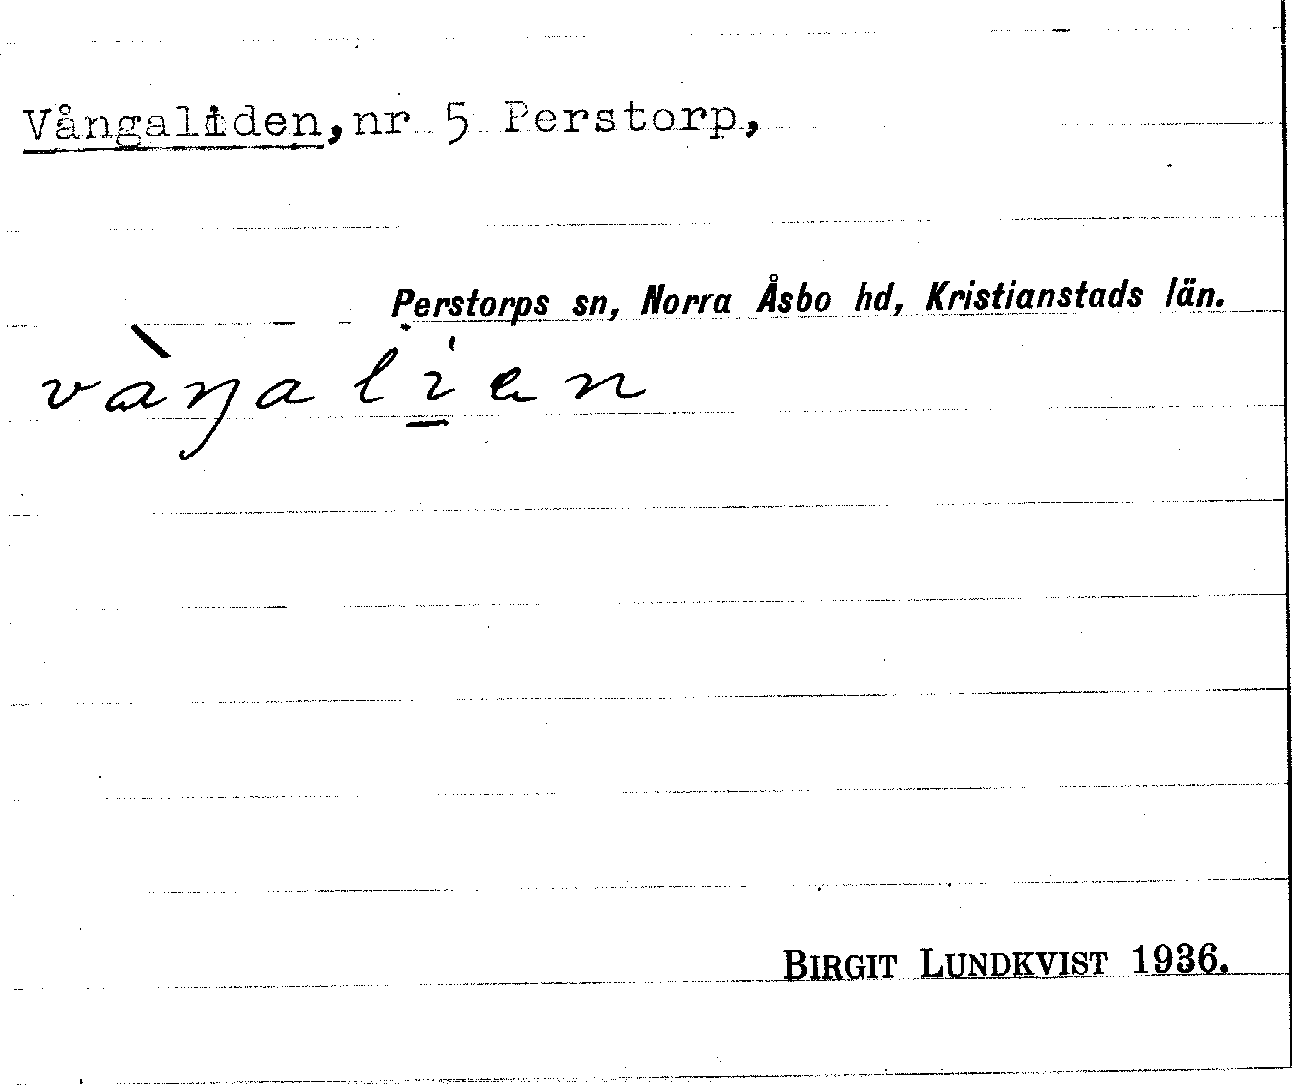 Vångaliden, nr 5 Perstorp,
Perstorps sn, Norra Åsbo hd, Kristianstads län.
vàŋalien
BIRGIT LUNDKVIST 1936.